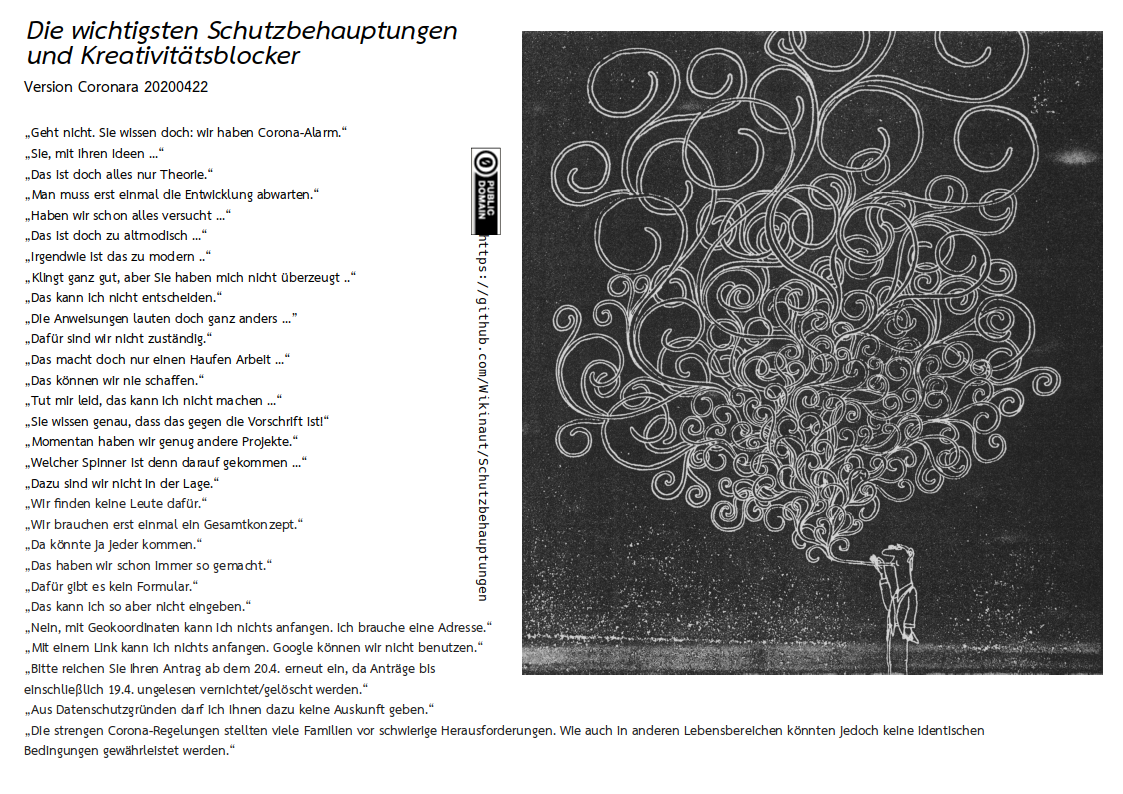 Die wichtigsten Schutzbehauptungen
und Kreativitätsblocker
Version Coronara 20200422
„Geht nicht. Sie wissen doch: wir haben Corona-Alarm.“
„Sie, mit Ihren Ideen ...“
„Das ist doch alles nur Theorie.“
„Man muss erst einmal die Entwicklung abwarten.“
„Haben wir schon alles versucht ...“
„Das ist doch zu altmodisch ...“
„Irgendwie ist das zu modern ..“
„Klingt ganz gut, aber Sie haben mich nicht überzeugt ..“
„Das kann ich nicht entscheiden.“
„Die Anweisungen lauten doch ganz anders ...”
„Dafür sind wir nicht zuständig.“
„Das macht doch nur einen Haufen Arbeit ...“
„Das können wir nie schaffen.“
„Tut mir leid, das kann ich nicht machen ...“
„Sie wissen genau, dass das gegen die Vorschrift ist!“
„Momentan haben wir genug andere Projekte.“
„Welcher Spinner ist denn darauf gekommen ...“
„Dazu sind wir nicht in der Lage.“
„Wir finden keine Leute dafür.“
„Wir brauchen erst einmal ein Gesamtkonzept.“
„Da könnte ja jeder kommen.“
„Das haben wir schon immer so gemacht.“
„Dafür gibt es kein Formular.“
„Das kann ich so aber nicht eingeben.“
„Nein, mit Geokoordinaten kann ich nichts anfangen. Ich brauche eine Adresse.“
„Mit einem Link kann ich nichts anfangen. Google können wir nicht benutzen.“
„Bitte reichen Sie Ihren Antrag ab dem 20.4. erneut ein, da Anträge bis
einschließlich 19.4. ungelesen vernichtet/gelöscht werden.“
„Aus Datenschutzgründen darf ich Ihnen dazu keine Auskunft geben.“
„Die strengen Corona-Regelungen stellten viele Familien vor schwierige Herausforderungen. Wie auch in anderen Lebensbereichen könnten jedoch keine identischen
Bedingungen gewährleistet werden.“
0
PUBLIC
DOMAIN
https://github.com/Wikinaut/Schutzbehauptungen